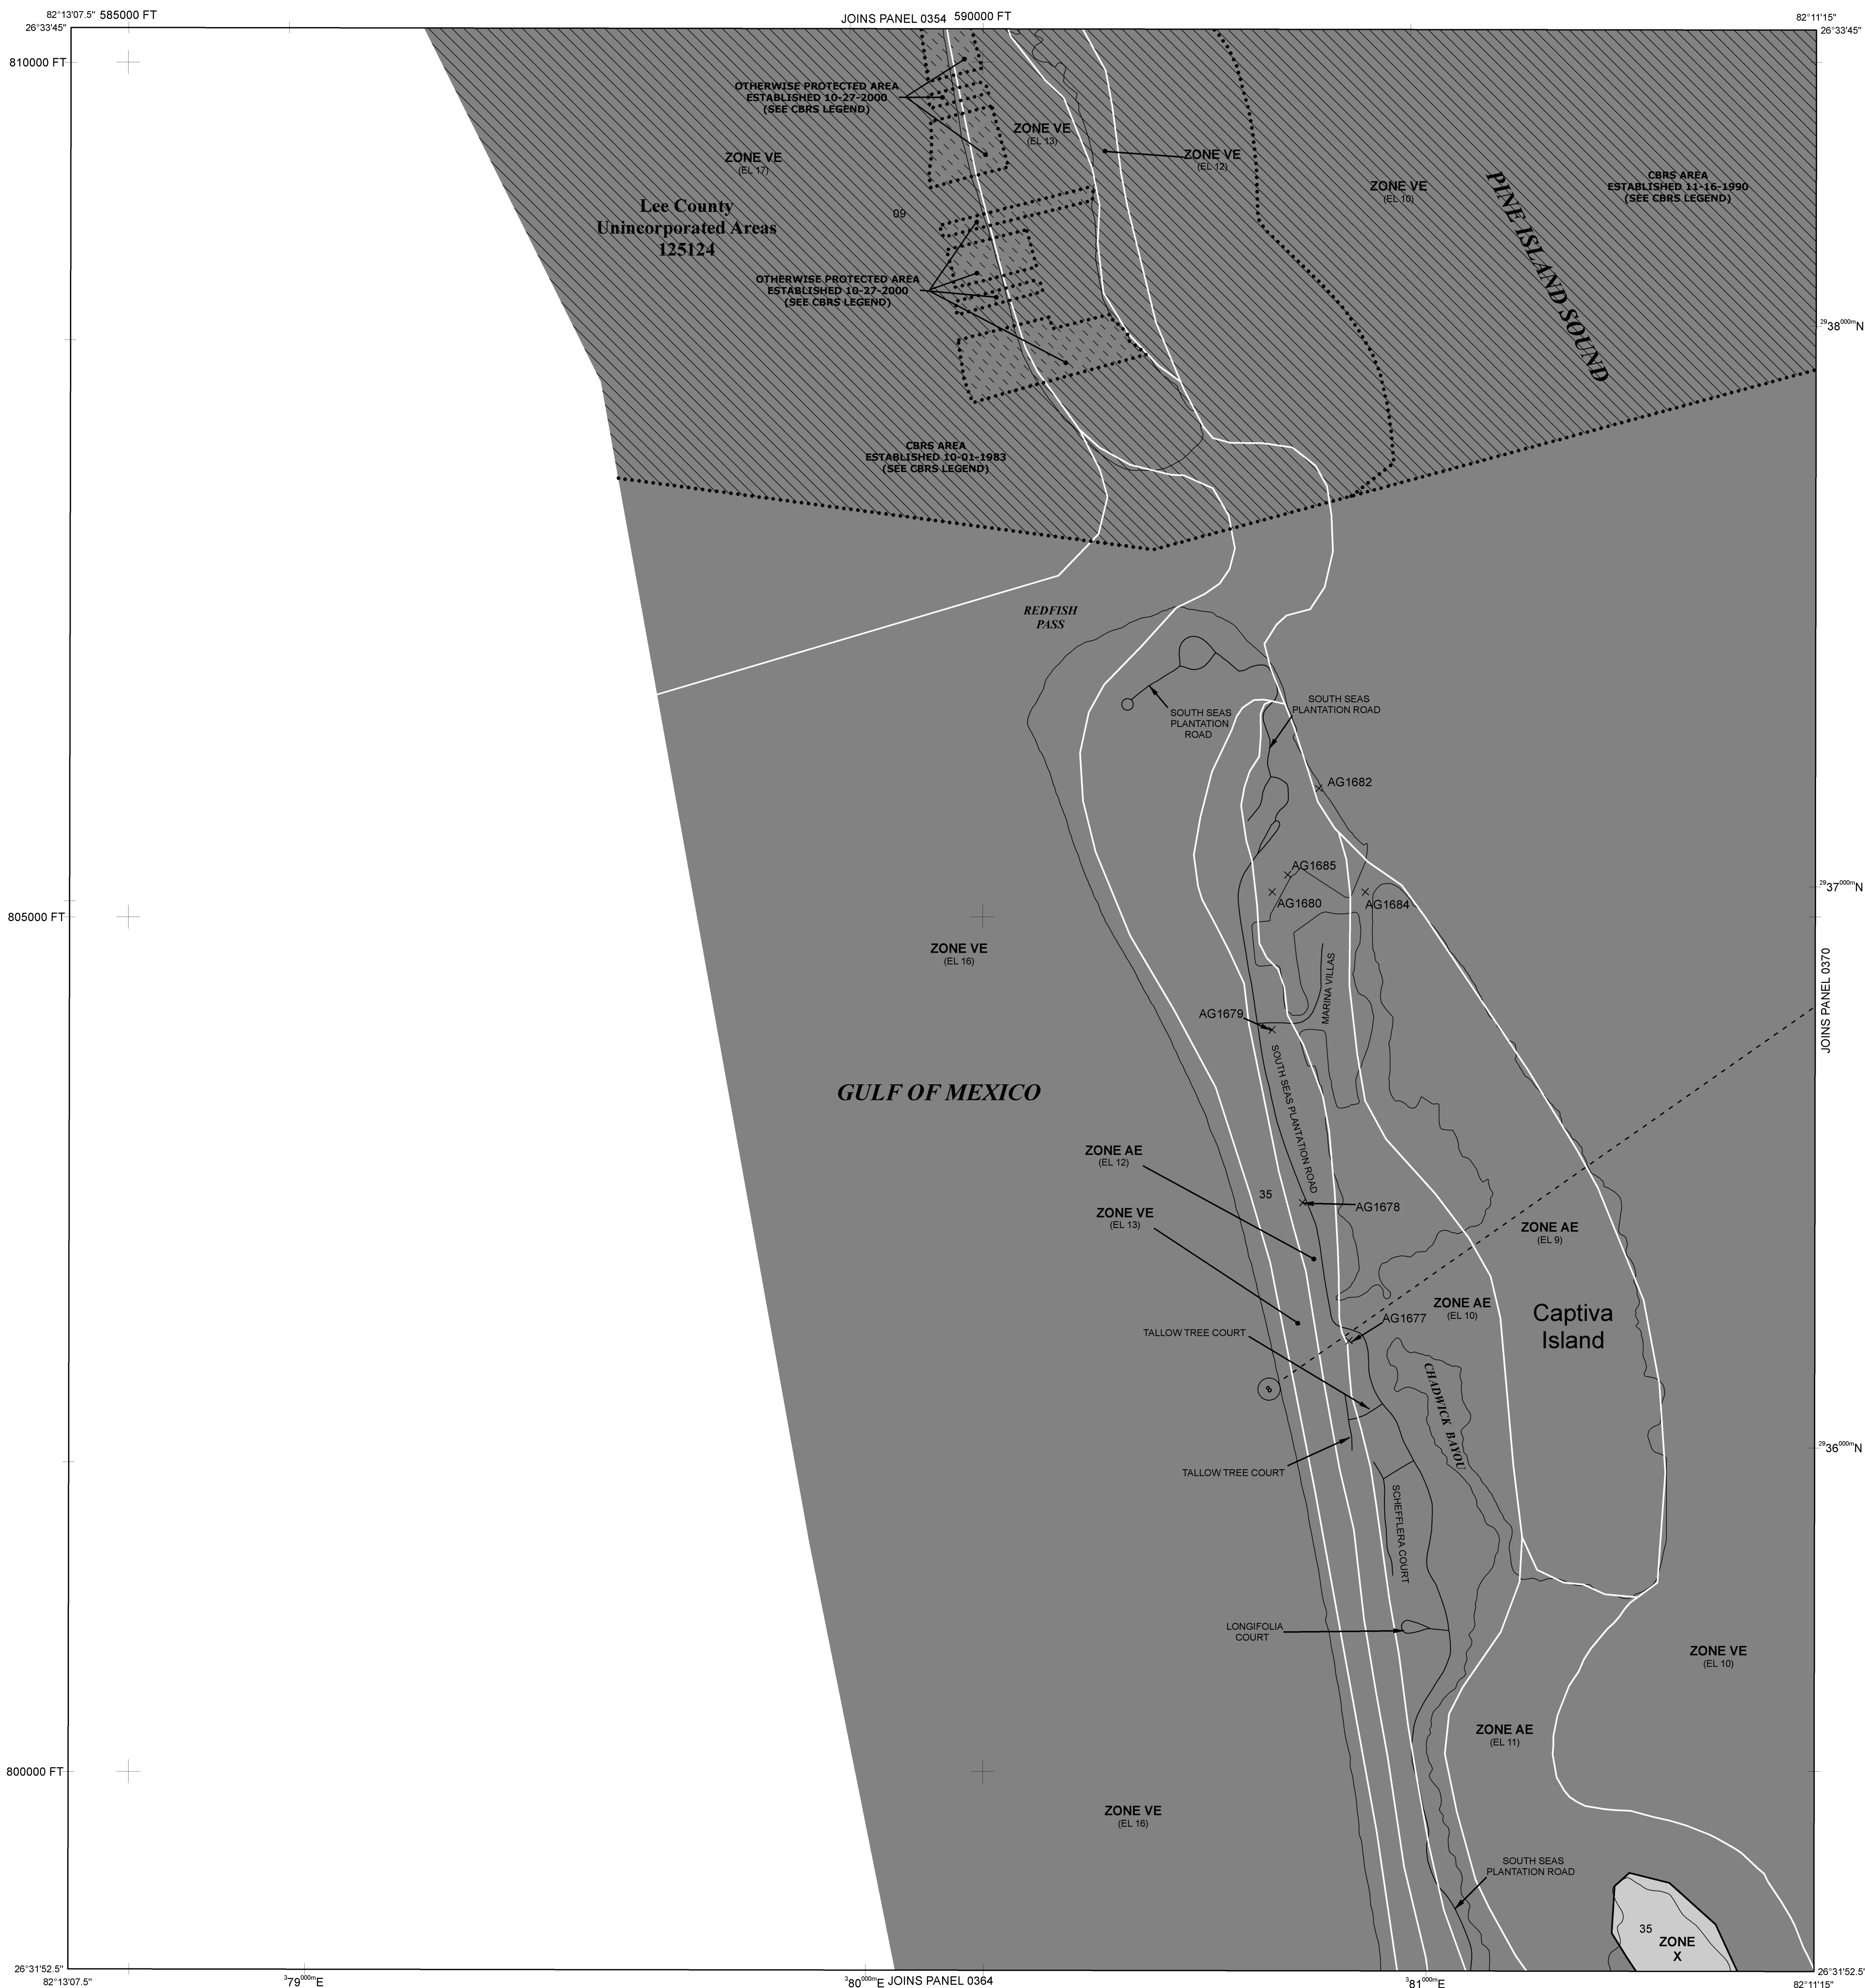 82°13'07.5" 585000 FT
JOINS PANEL 0354 590000 FT
82°11'15"
26°33'45"
26°33'45"
810000 FT
OTHERWISE PROTECTED AREA
ESTABLISHED 10-27-2000
(SEE CBRS LEGEND)
ZONE VE
(EL 13)
ZONE VE
(EL 17)
ZONE VE
(EL 12)
ZONE VE
(EL 10)
CBRS AREA
ESTABLISHED 11-16-1990
(SEE CBRS LEGEND)
PINE ISLAND SOUND
Lee County
Unincorporated Areas
125124
09
OTHERWISE PROTECTED AREA
ESTABLISHED 10-27-2000
(SEE CBRS LEGEND)
2938000mN
CBRS AREA
ESTABLISHED 10-01-1983
(SEE CBRS LEGEND)
REDFISH
PASS
SOUTH SEAS
PLANTATION
ROAD
SOUTH SEAS
PLANTATION ROAD
AG1682
AG1685
AG1680
AG1684
2937000mN
805000 FT
ZONE VE
(EL 16)
MARINA VILLAS
JOINS PANEL 0370
AG1679
SOUTH SEAS PLANTATION ROAD
GULF OF MEXICO
ZONE AE
(EL 12)
35
AG1678
ZONE VE
(EL 13)
ZONE AE
(EL 9)
ZONE AE
(EL 10)
Captiva
Island
AG1677
TALLOW TREE COURT
8
CHADWICK BAYOU
2936000mN
TALLOW TREE COURT
SCHEFFLERA COURT
LONGIFOLIA
COURT
ZONE VE
(EL 10)
ZONE AE
(EL 11)
800000 FT
ZONE VE
(EL 16)
SOUTH SEAS
PLANTATION ROAD
35
ZONE
X
26°31'52.5"
26°31'52.5"
82°13'07.5"
379000mE
380000mE JOINS PANEL 0364
381000mE
82°11'15"